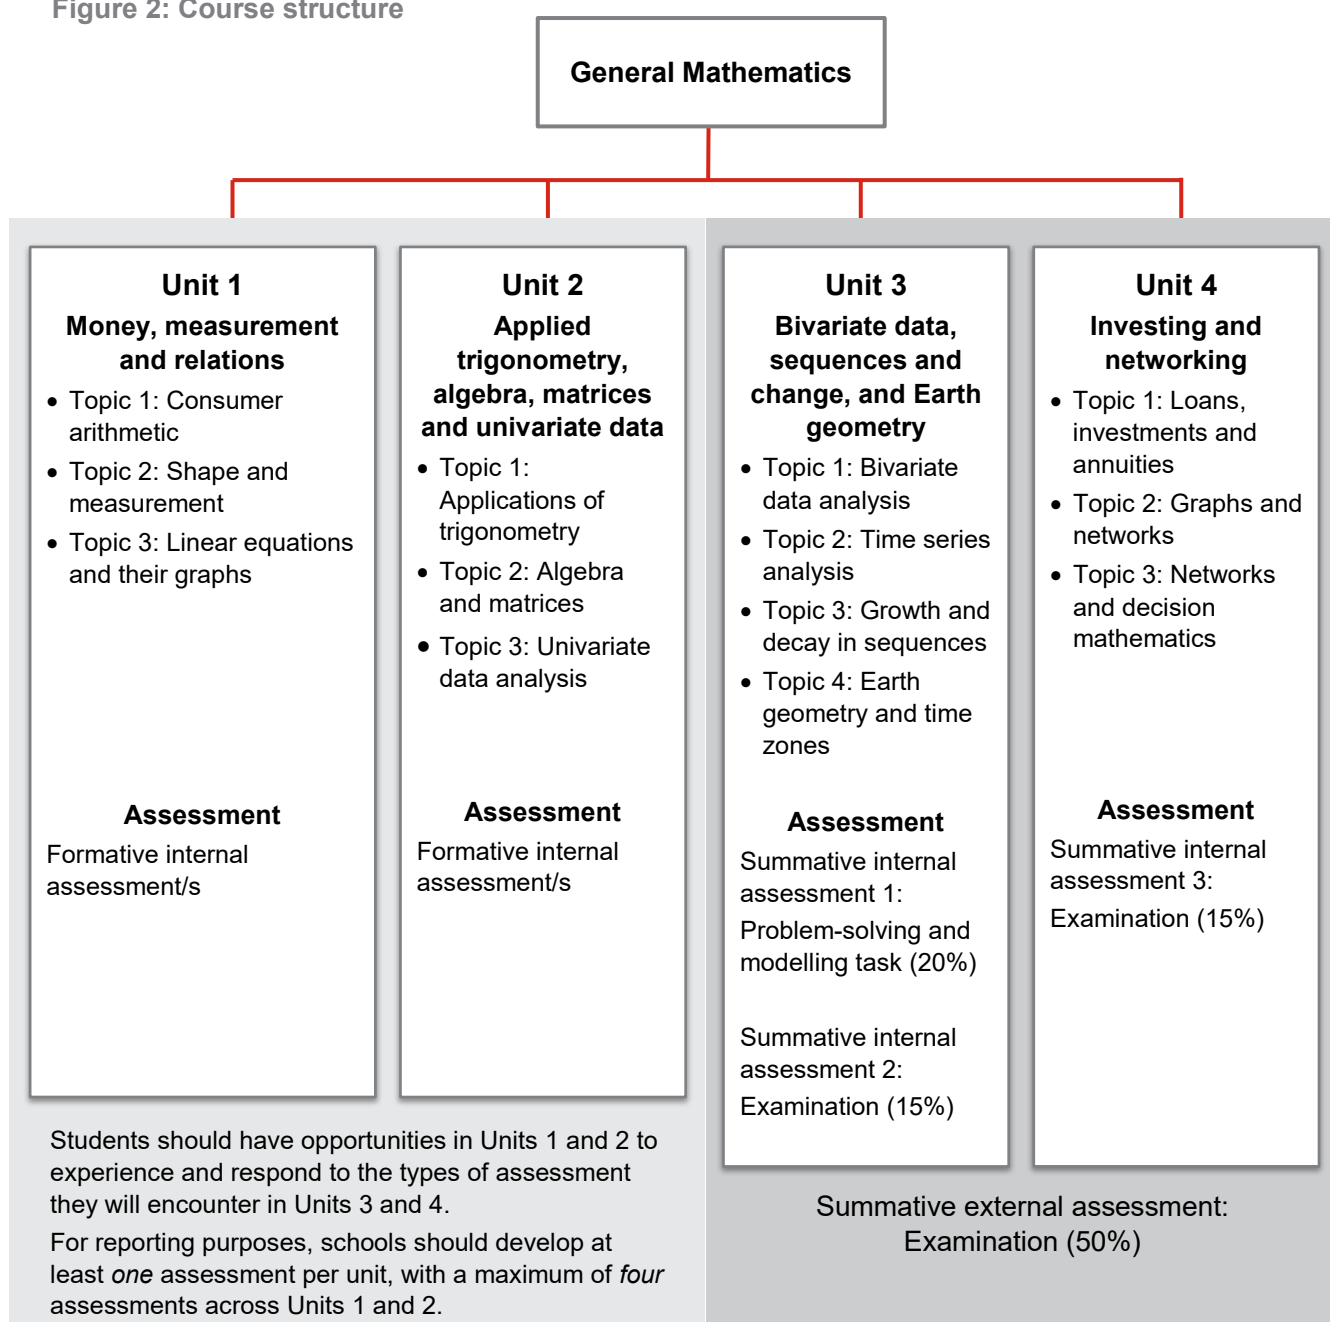 Figure 2: Course structure
General Mathematics
Unit 1
Money, measurement
and relations
• Topic 1: Consumer
arithmetic
• Topic 2: Shape and
measurement
• Topic 3: Linear equations
and their graphs
Assessment
Formative internal
assessment/s
Unit 2
Applied
trigonometry,
algebra, matrices
and univariate data
• Topic 1:
Applications of
trigonometry
• Topic 2: Algebra
and matrices
• Topic 3: Univariate
data analysis
Assessment
Formative internal
assessment/s
Unit 3
Bivariate data,
sequences and
change, and Earth
geometry
• Topic 1: Bivariate
data analysis
• Topic 2: Time series
analysis
• Topic 3: Growth and
decay in sequences
• Topic 4: Earth
geometry and time
zones
Assessment
Summative internal
assessment 1:
Problem-solving and
modelling task (20%)
Summative internal
assessment 2:
Examination (15%)
Unit 4
Investing and
networking
• Topic 1: Loans,
investments and
annuities
• Topic 2: Graphs and
networks
• Topic 3: Networks
and decision
mathematics
Assessment
Summative internal
assessment 3:
Examination (15%)
Students should have opportunities in Units 1 and 2 to
experience and respond to the types of assessment
they will encounter in Units 3 and 4.
For reporting purposes, schools should develop at
least one assessment per unit, with a maximum of four
assessments across Units 1 and 2.
Summative external assessment:
Examination (50%)